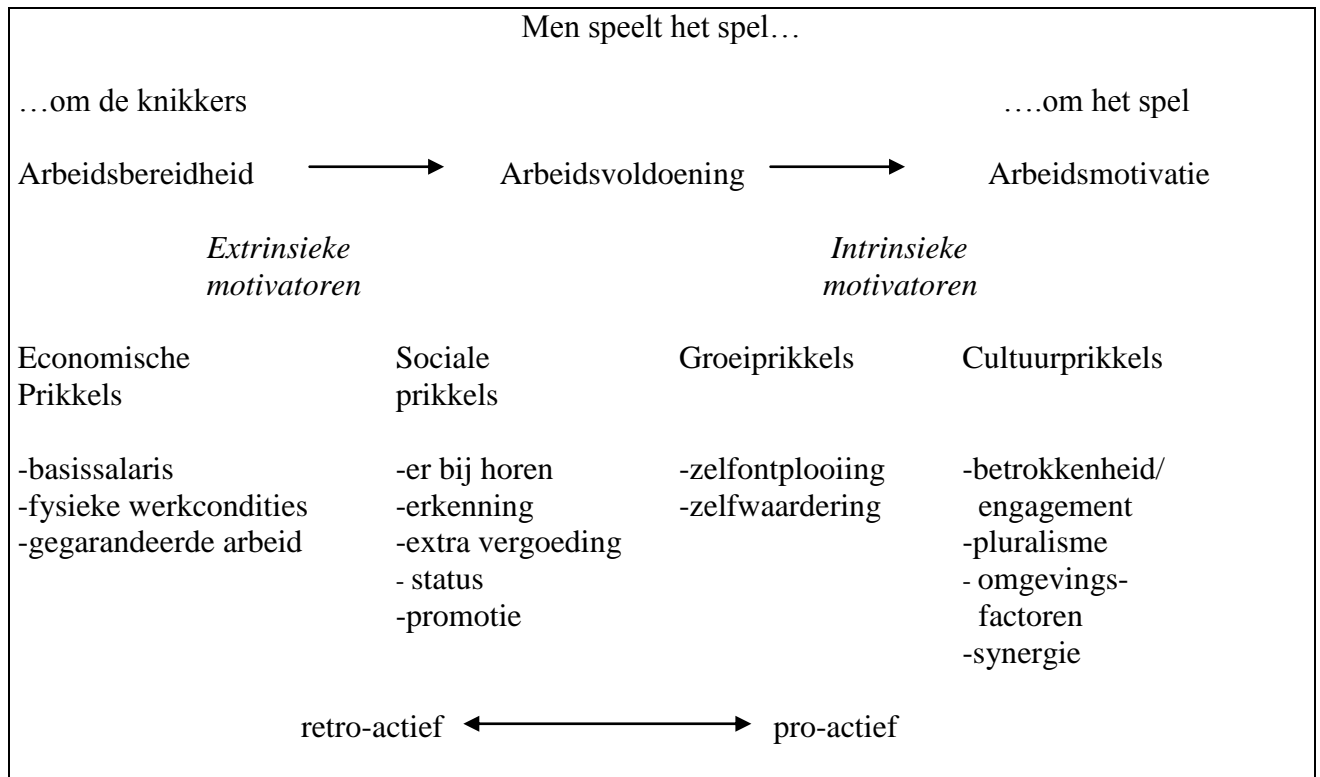 Men speelt het spel…
…om de knikkers ….om het spel
Arbeidsbereidheid Arbeidsvoldoening Arbeidsmotivatie
Extrinsieke Intrinsieke
motivatoren motivatoren
Economische Sociale Groeiprikkels Cultuurprikkels
Prikkels prikkels
-basissalaris -er bij horen -zelfontplooiing -betrokkenheid/
-fysieke werkcondities -erkenning -zelfwaardering engagement
-gegarandeerde arbeid -extra vergoeding -pluralisme
- status - omgevings-
-promotie factoren
-synergie
retro-actief pro-actief